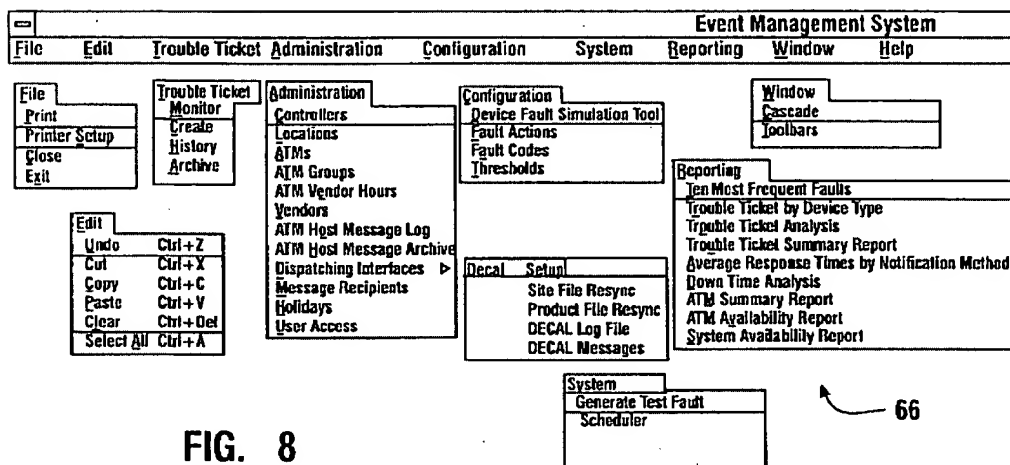 Event Management System
File Edit Trouble Ticket Administration Configuration System Reporting Window Help
File
Print
Printer Setup
Close
Exit
Trouble Ticket
Monitor
Create
History
Archive
Administration
Controllers
Locations
ATMs
ATM Groups
ATM Vendor Hours
Vendors
ATM Host Message Log
ATM Host Message Archive
Dispatching Interfaces
Message Recipients
Holidays
User Access
Configuration
Device Fault Simulation Tool
Fault Actions
Fault Codes
Thresholds
Window
Cascade
Toolbars
Edit
Undo Ctrl+Z
Cut Ctrl+X
Copy Ctrl+C
Paste Ctrl+V
Clear Ctrl+Del
Select All Ctrl+A
Decal Setup
Site File Resync
Product File Resync
DECAL Log File
DECAL Messages
Reporting
Ten Most Frequent Faults
Trouble Ticket by Device Type
Trouble Ticket Analysis
Trouble Ticket Summary Report
Average Response Times by Notification Method
Down Time Analysis
ATM Summary Report
ATM Availability Report
System Availability Report
System
Generate Test Fault
Scheduler
66
FIG. 8